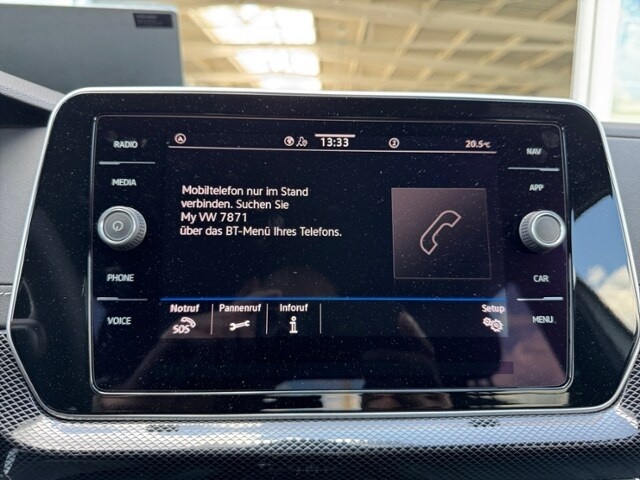 RADIO
MEDIA
PHONE
VOICE
A
13:33
2
20.5°C
Mobiltelefon nur im Stand
verbinden. Suchen Sie
My VW 7871
über das BT-Menü Ihres Telefons.
Notruf
SOS
Pannenruf
Inforuf
i
Setup
NAV
APP
CAR
MENU